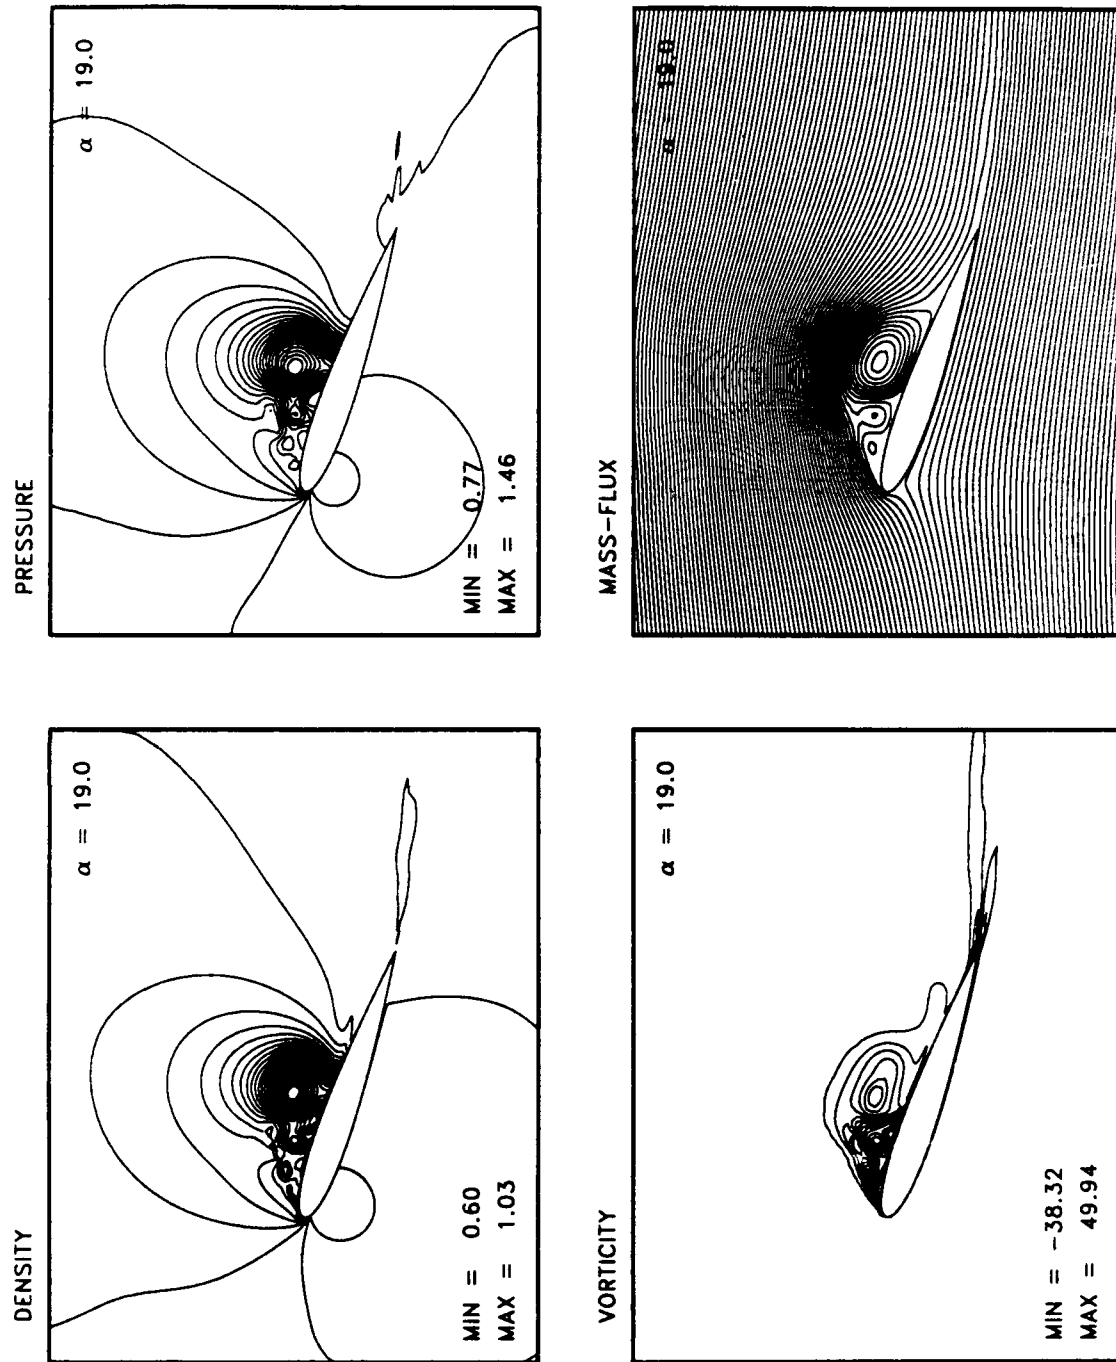 DENSITY
α = 19.0
MIN = 0.60
MAX = 1.03
PRESSURE
α = 19.0
MIN = 0.77
MAX = 1.46
VORTICITY
α = 19.0
MIN = -38.32
MAX = 49.94
MASS-FLUX
α 19.0